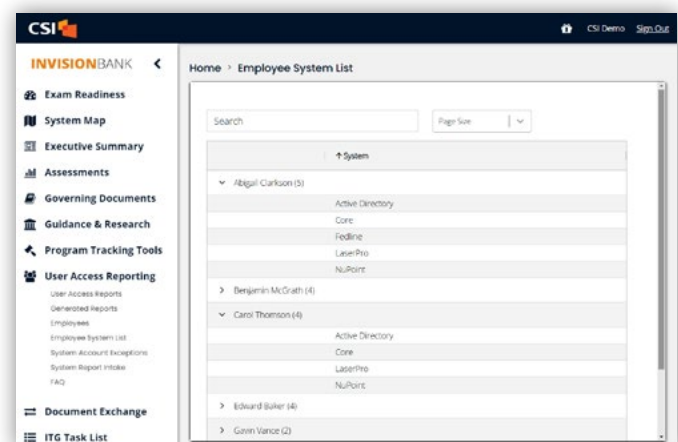 CSI
CSI Demo Sign Out
INVISIONBANK
Exam Readiness
System Map
Executive Summary
Assessments
Governing Documents
Guidance & Research
Program Tracking Tools
User Access Reporting
User Access Reports
Generated Reports
Employees
Employee System List
System Account Exceptions
System Report Intake
FAQ
Document Exchange
ITG Task List
Home > Employee System List
Search
Page Size
System
Abigail Clarkson (5)
Active Directory
Core
Fedline
LaserPro
NuPoint
Benjamin McGrath (4)
Carol Thomson (4)
Active Directory
Core
LaserPro
NuPoint
Edward Baker (4)
Gavin Vance (2)